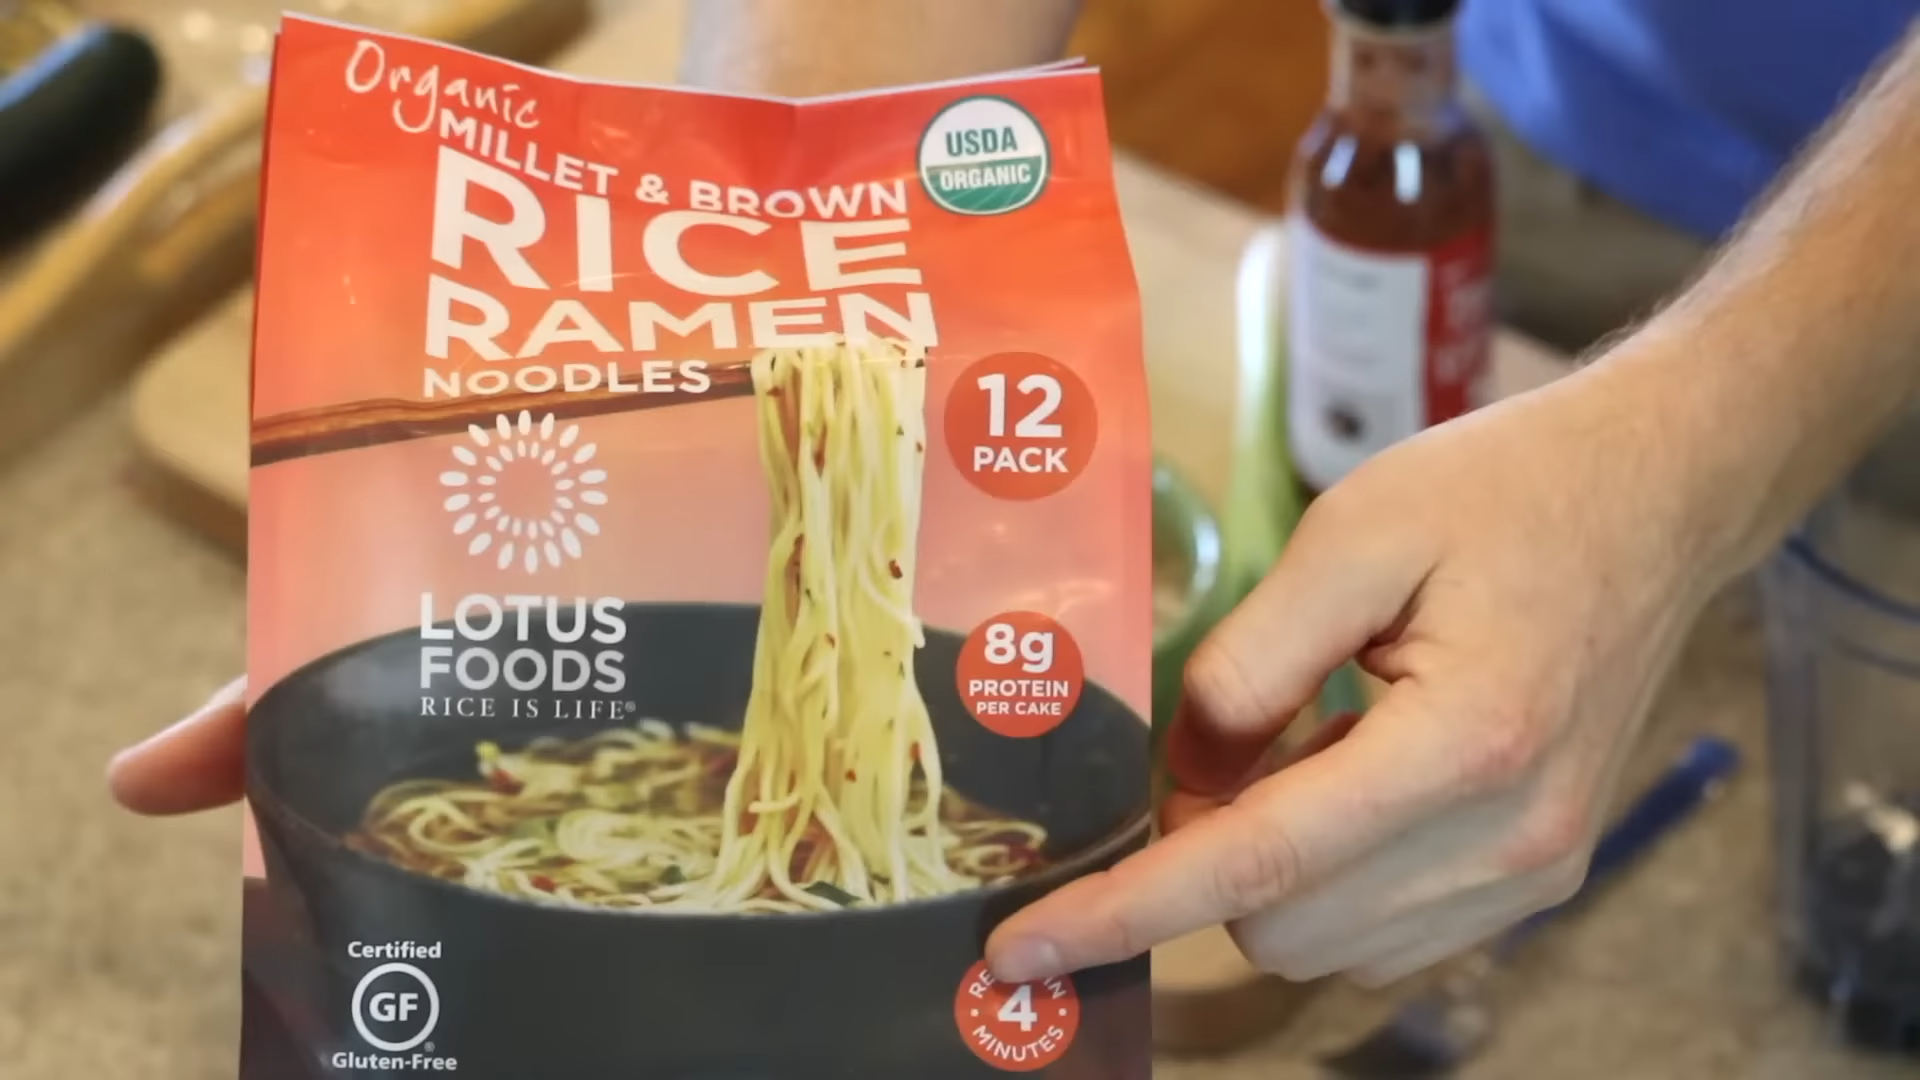 Organic
MILLET & BROWN
RICE
RAMEN
NOODLES
USDA
ORGANIC
12
PACK
LOTUS
FOODS
RICE IS LIFE®
8g
PROTEIN
PER CAKE
Certified
GF
®
Gluten-Free
IN
4
MINUTES